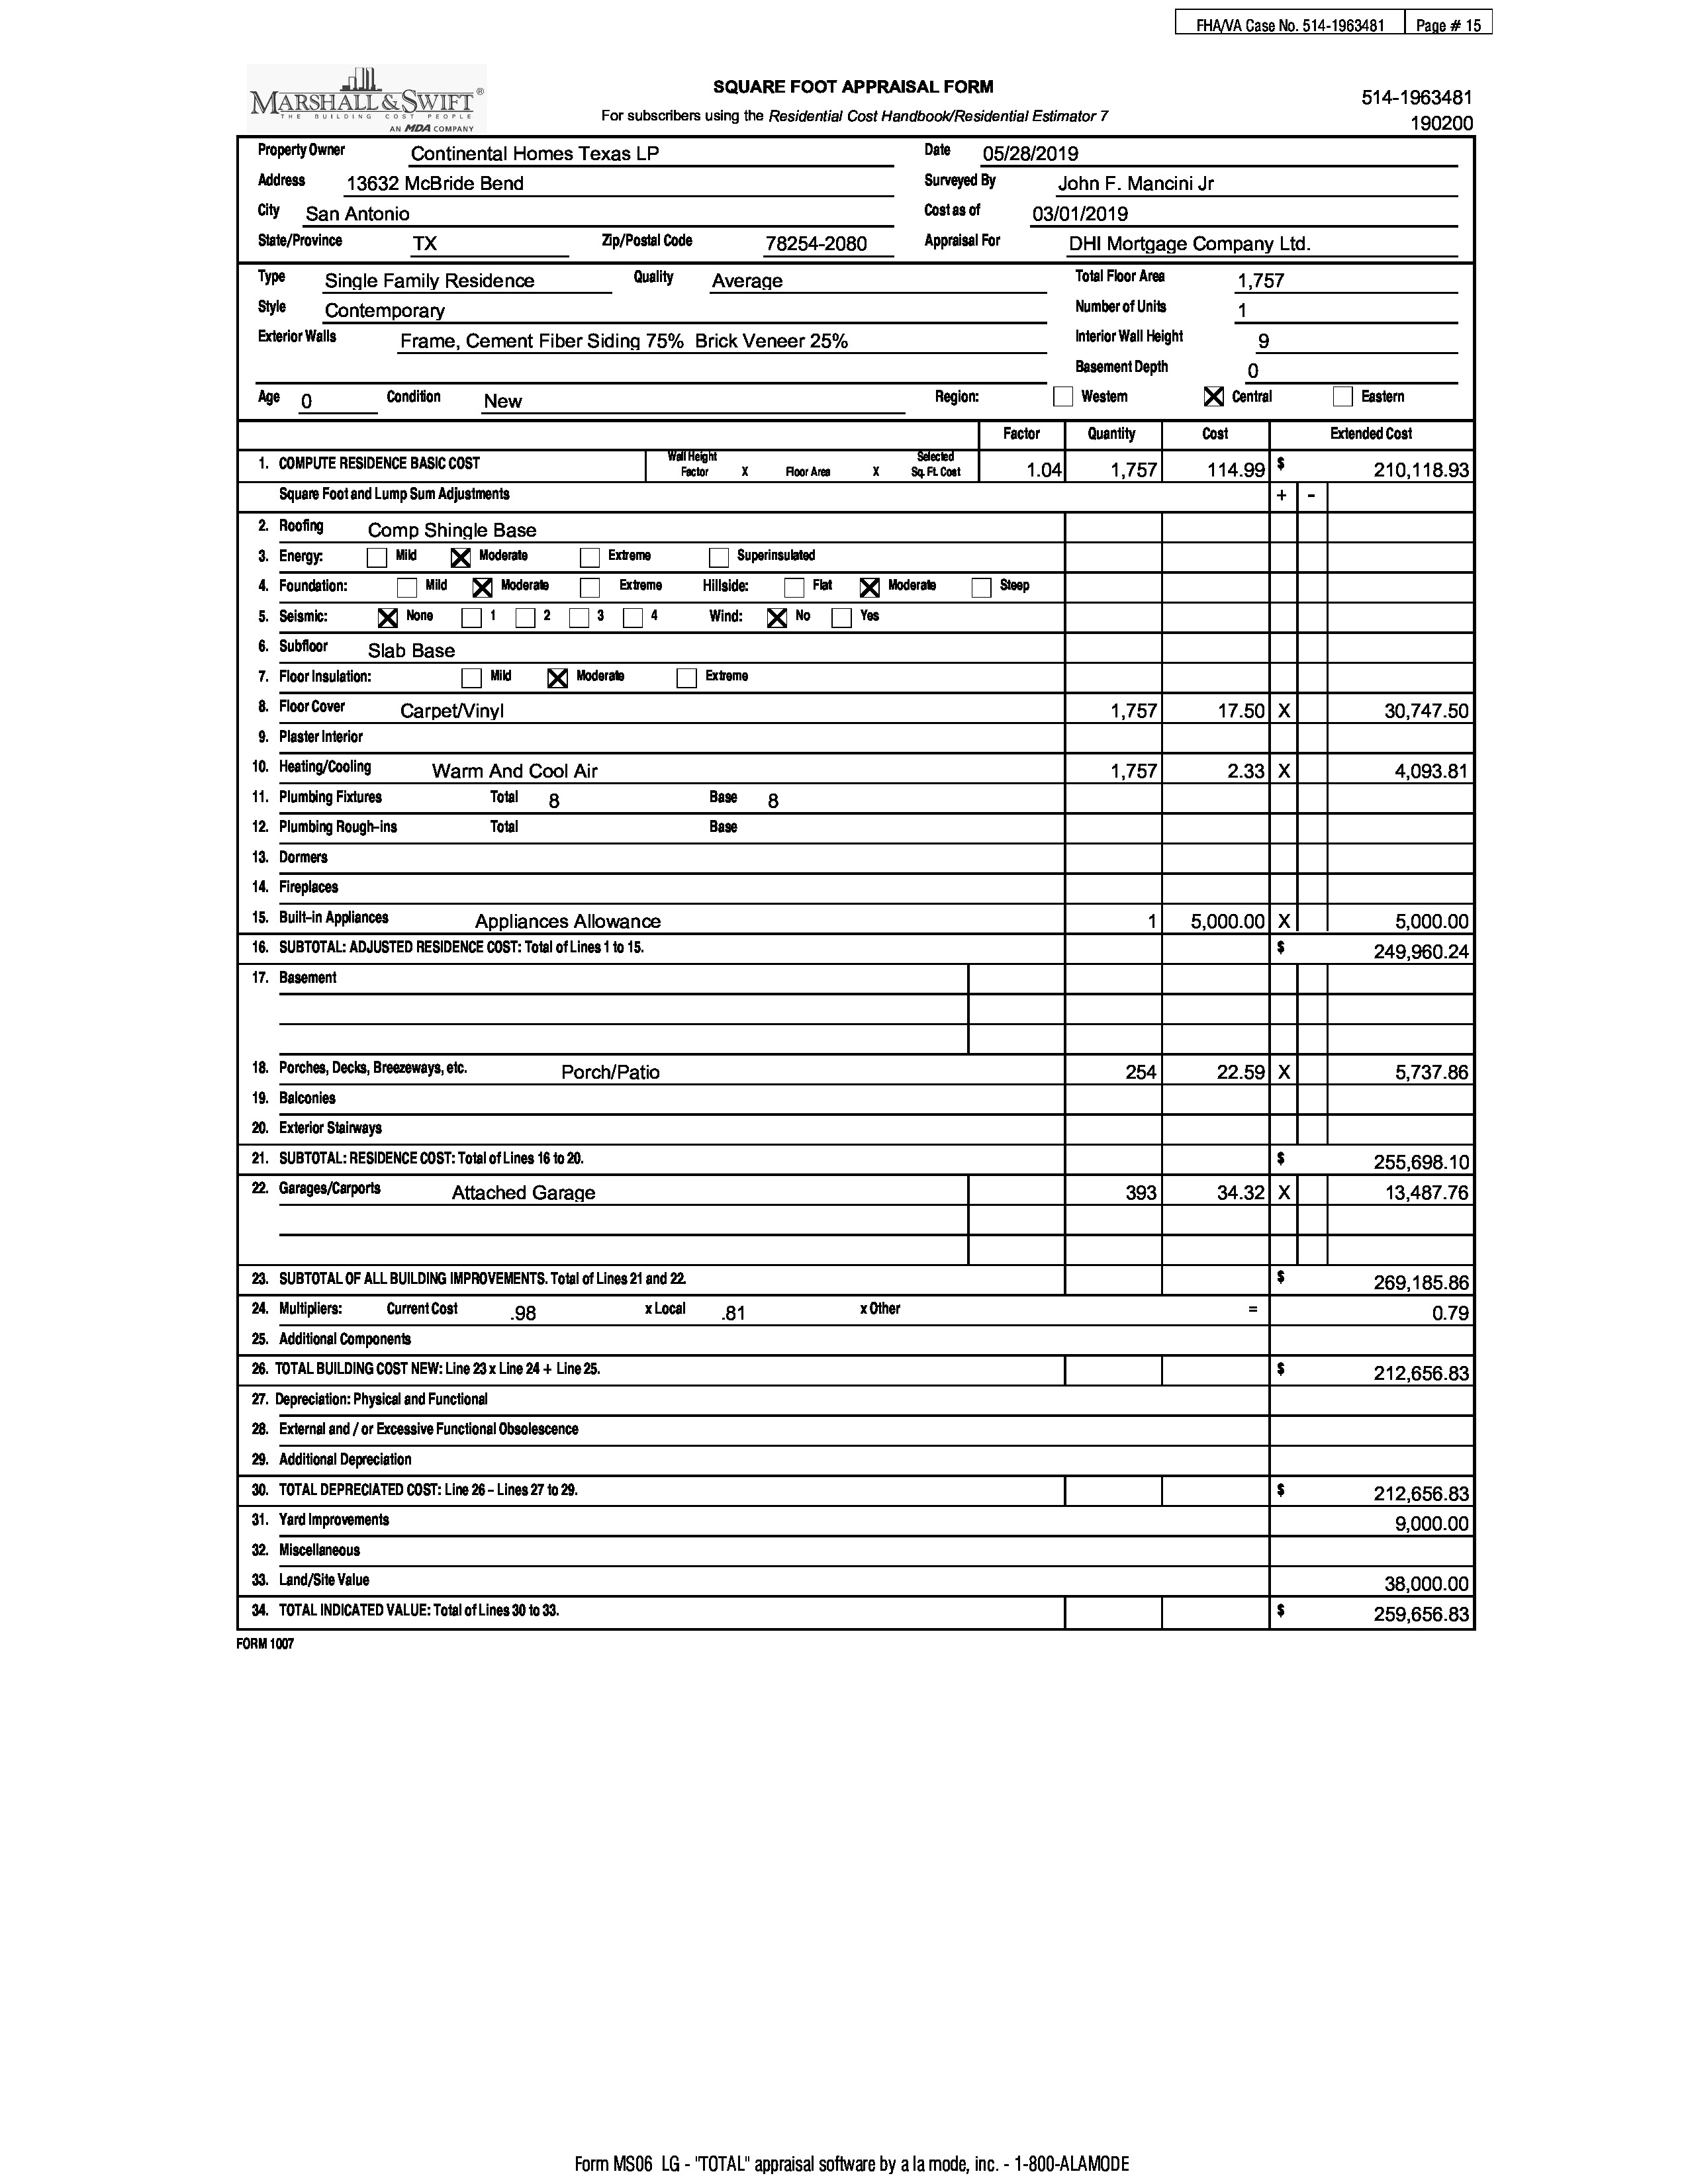 FHA/VA Case No. 514-1963481 Page # 15
MARSHALL & SWIFT®
THE BUILDING COST PEOPLE
AN MDA COMPANY
SQUARE FOOT APPRAISAL FORM
For subscribers using the Residential Cost Handbook/Residential Estimator 7
514-1963481
190200
Property Owner Continental Homes Texas LP Date 05/28/2019
Address 13632 McBride Bend Surveyed By John F. Mancini Jr
City San Antonio Cost as of 03/01/2019
State/Province TX Zip/Postal Code 78254-2080 Appraisal For DHI Mortgage Company Ltd.
Type Single Family Residence Quality Average Total Floor Area 1,757
Style Contemporary Number of Units 1
Exterior Walls Frame, Cement Fiber Siding 75% Brick Veneer 25% Interior Wall Height 9
Basement Depth 0
Age 0 Condition New Region: Western X Central Eastern
Factor Quantity Cost Extended Cost
1. COMPUTE RESIDENCE BASIC COST Wall Height Factor X Floor Area X Selected Sq. Ft. Cost 1.04 1,757 114.99 $ 210,118.93
Square Foot and Lump Sum Adjustments + -
2. Roofing Comp Shingle Base
3. Energy: Mild X Moderate Extreme Superinsulated
4. Foundation: Mild X Moderate Extreme Hillside: Flat X Moderate Steep
5. Seismic: X None 1 2 3 4 Wind: X No Yes
6. Subfloor Slab Base
7. Floor Insulation: Mild X Moderate Extreme
8. Floor Cover Carpet/Vinyl 1,757 17.50 X 30,747.50
9. Plaster Interior
10. Heating/Cooling Warm And Cool Air 1,757 2.33 X 4,093.81
11. Plumbing Fixtures Total 8 Base 8
12. Plumbing Rough-ins Total Base
13. Dormers
14. Fireplaces
15. Built-in Appliances Appliances Allowance 1 5,000.00 X 5,000.00
16. SUBTOTAL: ADJUSTED RESIDENCE COST: Total of Lines 1 to 15. $ 249,960.24
17. Basement
18. Porches, Decks, Breezeways, etc. Porch/Patio 254 22.59 X 5,737.86
19. Balconies
20. Exterior Stairways
21. SUBTOTAL: RESIDENCE COST: Total of Lines 16 to 20. $ 255,698.10
22. Garages/Carports Attached Garage 393 34.32 X 13,487.76
23. SUBTOTAL OF ALL BUILDING IMPROVEMENTS. Total of Lines 21 and 22. $ 269,185.86
24. Multipliers: Current Cost .98 x Local .81 x Other = 0.79
25. Additional Components
26. TOTAL BUILDING COST NEW: Line 23 x Line 24 + Line 25. $ 212,656.83
27. Depreciation: Physical and Functional
28. External and / or Excessive Functional Obsolescence
29. Additional Depreciation
30. TOTAL DEPRECIATED COST: Line 26 – Lines 27 to 29. $ 212,656.83
31. Yard Improvements 9,000.00
32. Miscellaneous
33. Land/Site Value 38,000.00
34. TOTAL INDICATED VALUE: Total of Lines 30 to 33. $ 259,656.83
FORM 1007
Form MS06 LG - "TOTAL" appraisal software by a la mode, inc. - 1-800-ALAMODE